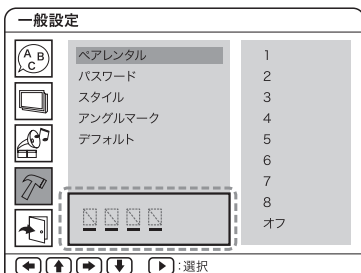 一般設定
A B C
ペアレンタル
パスワード
スタイル
アングルマーク
デフォルト
1
2
3
4
5
6
7
8
オフ
:選択